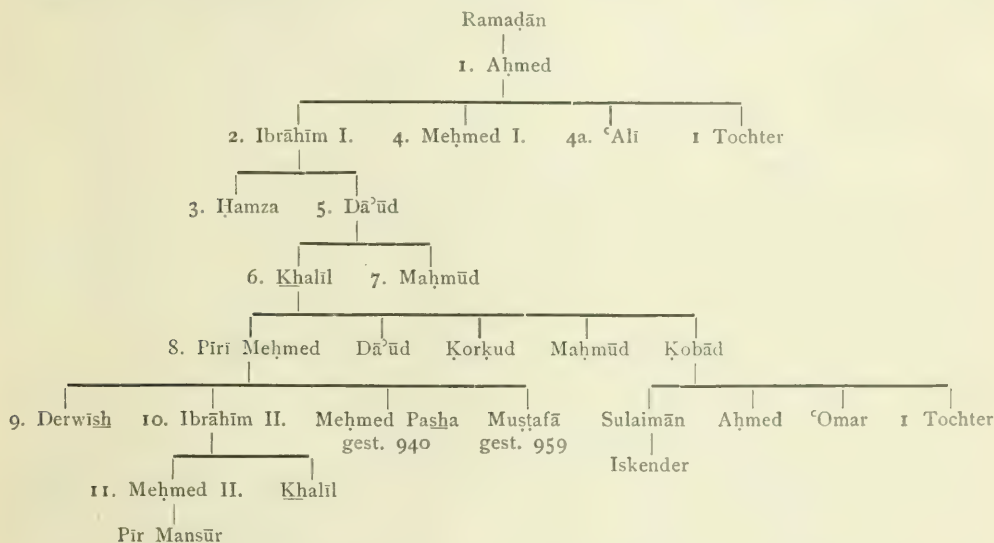 Ramaḍān
1. Aḥmed
2. Ibrāhīm I. 4. Meḥmed I. 4a. ʿAlī 1 Tochter
3. Ḥamza 5. Dāʾūd
6. Khalīl 7. Maḥmūd
8. Pīrī Meḥmed Dāʾūd Ḳorḳud Maḥmūd Ḳobād
9. Derwīsh 10. Ibrāhīm II. Meḥmed Pasha Muṣṭafā Sulaimān Aḥmed ʿOmar 1 Tochter
gest. 940 gest. 959
Iskender
11. Meḥmed II. Khalīl
Pīr Mansūr